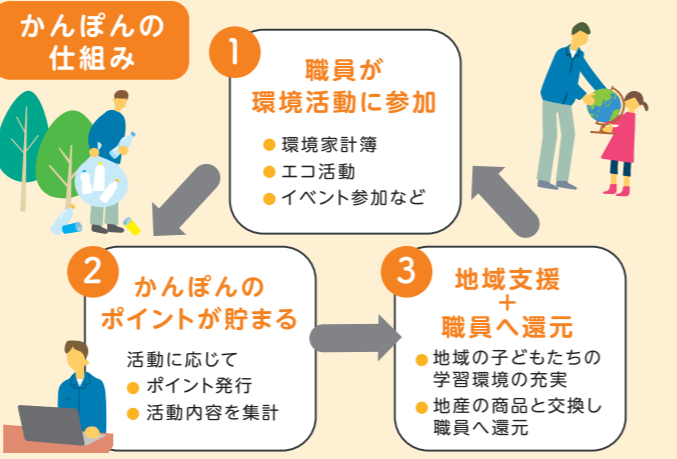 かんぽんの
仕組み
1
職員が
環境活動に参加
● 環境家計簿
● エコ活動
● イベント参加など
2
かんぽんの
ポイントが貯まる
活動に応じて
● ポイント発行
● 活動内容を集計
3
地域支援
+
職員へ還元
● 地域の子どもたちの
学習環境の充実
● 地産の商品と交換し
職員へ還元